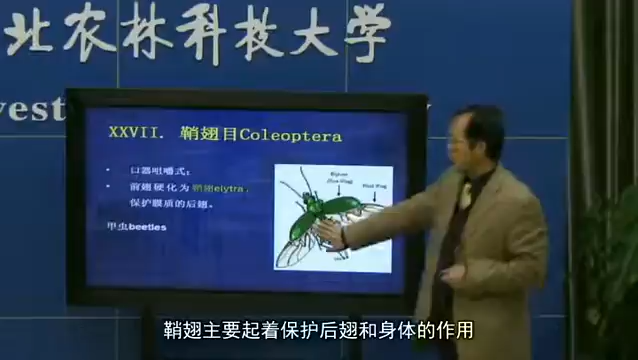 北农林科技大学
vest
XXVII. 鞘翅目Coleoptera
• 口器咀嚼式;
• 前翅硬化为鞘翅elytra,
保护膜质的后翅。
甲虫beetles
Elytron
(Fore Wing)
Hind Wing
鞘翅主要起着保护后翅和身体的作用